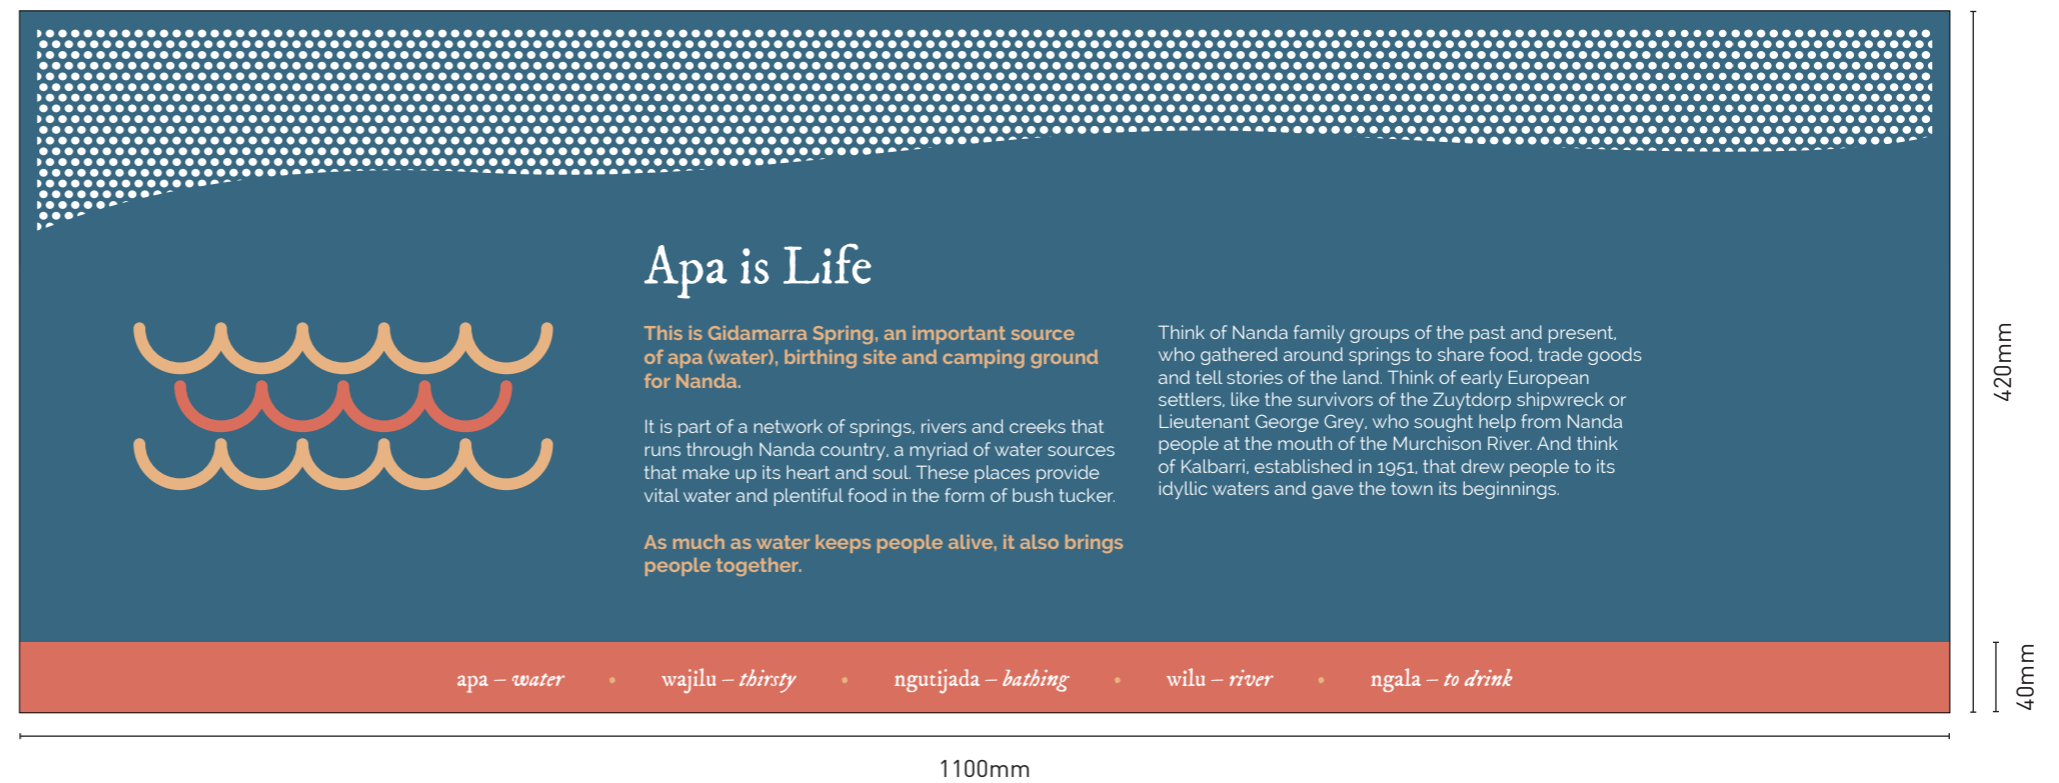 Apa is Life
This is Gidamarra Spring, an important source
of apa (water), birthing site and camping ground
for Nanda.
It is part of a network of springs, rivers and creeks that
runs through Nanda country, a myriad of water sources
that make up its heart and soul. These places provide
vital water and plentiful food in the form of bush tucker.
As much as water keeps people alive, it also brings
people together.
Think of Nanda family groups of the past and present,
who gathered around springs to share food, trade goods
and tell stories of the land. Think of early European
settlers, like the survivors of the Zuytdorp shipwreck or
Lieutenant George Grey, who sought help from Nanda
people at the mouth of the Murchison River. And think
of Kalbarri, established in 1951, that drew people to its
idyllic waters and gave the town its beginnings.
apa – water • wajilu – thirsty • ngutijada – bathing • wilu – river • ngala – to drink
420mm
40mm
1100mm